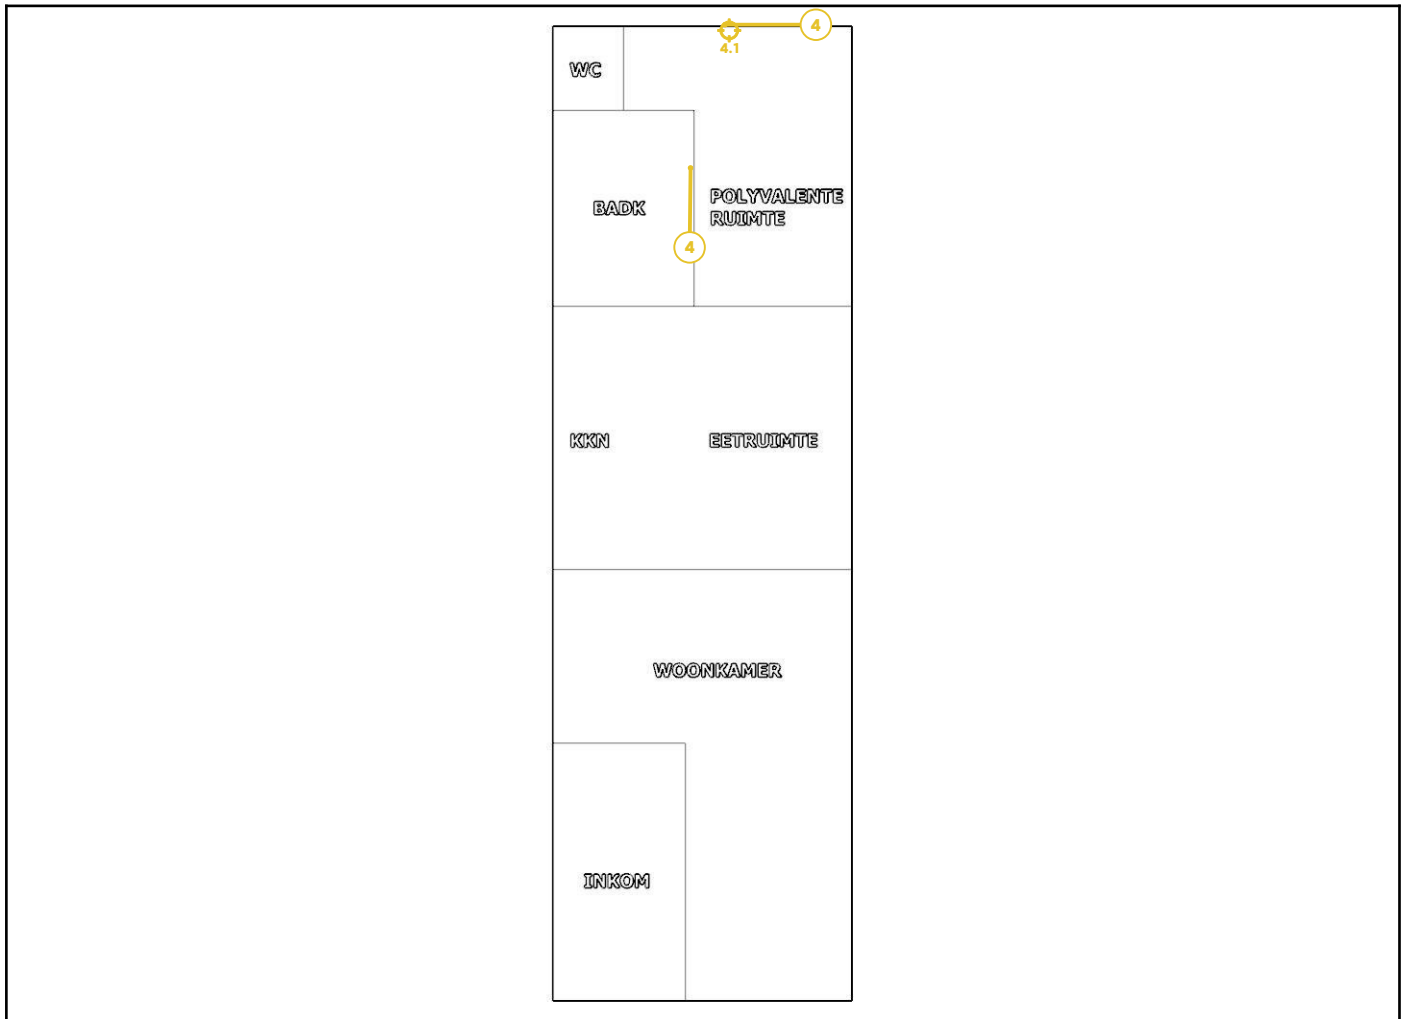 4
4.1
WC
POLYVALENTE
RUIMTE
BADK
4
KKN
EETRUIMTE
WOONKAMER
INKOM